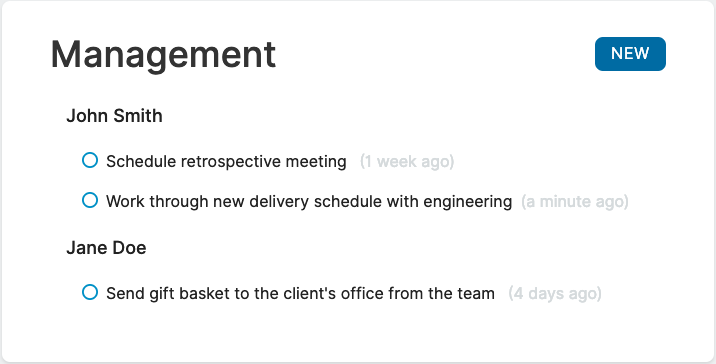 Management
NEW
John Smith
Schedule retrospective meeting (1 week ago)
Work through new delivery schedule with engineering (a minute ago)
Jane Doe
Send gift basket to the client's office from the team (4 days ago)